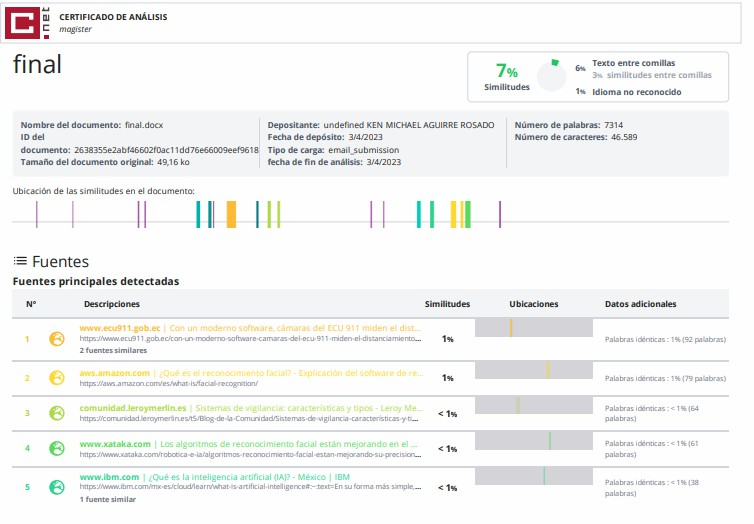 C.net
CERTIFICADO DE ANÁLISIS
magister
final
7%
Similitudes
6% Texto entre comillas
3% similitudes entre comillas
1% Idioma no reconocido
Nombre del documento: final.docx
ID del
documento: 2638355e2abf46602f0ac11dd76e66009eef9618
Tamaño del documento original: 49,16 ko
Depositante: undefined KEN MICHAEL AGUIRRE ROSADO
Fecha de depósito: 3/4/2023
Tipo de carga: email_submission
fecha de fin de análisis: 3/4/2023
Número de palabras: 7314
Número de caracteres: 46.589
Ubicación de las similitudes en el documento:
Fuentes
Fuentes principales detectadas
N° Descripciones Similitudes Ubicaciones Datos adicionales
1 www.ecu911.gob.ec | Con un moderno software, cámaras del ECU 911 miden el dist...
https://www.ecu911.gob.ec/con-un-moderno-software-camaras-del-ecu-911-miden-el-distanciamiento...
2 fuentes similares
1% Palabras idénticas : 1% (92 palabras)
2 aws.amazon.com | ¿Qué es el reconocimiento facial? - Explicación del software de re...
https://aws.amazon.com/es/what-is/facial-recognition/
1% Palabras idénticas : 1% (79 palabras)
3 comunidad.leroymerlin.es | Sistemas de vigilancia: características y tipos - Leroy Me...
https://comunidad.leroymerlin.es/t5/Blog-de-la-Comunidad/Sistemas-de-vigilancia-características-y-ti...
< 1% Palabras idénticas : < 1% (64
palabras)
4 www.xataka.com | Los algoritmos de reconocimiento facial están mejorando en el ...
https://www.xataka.com/robotica-e-ia/algoritmos-reconocimiento-facial-estan-mejorando-su-precision...
< 1% Palabras idénticas : < 1% (61
palabras)
5 www.ibm.com | ¿Qué es la inteligencia artificial (IA)? - México | IBM
https://www.ibm.com/mx-es/cloud/learn/what-is-artificial-intelligence#:~:text=En su forma más simple,...
1 fuente similar
< 1% Palabras idénticas : < 1% (38
palabras)